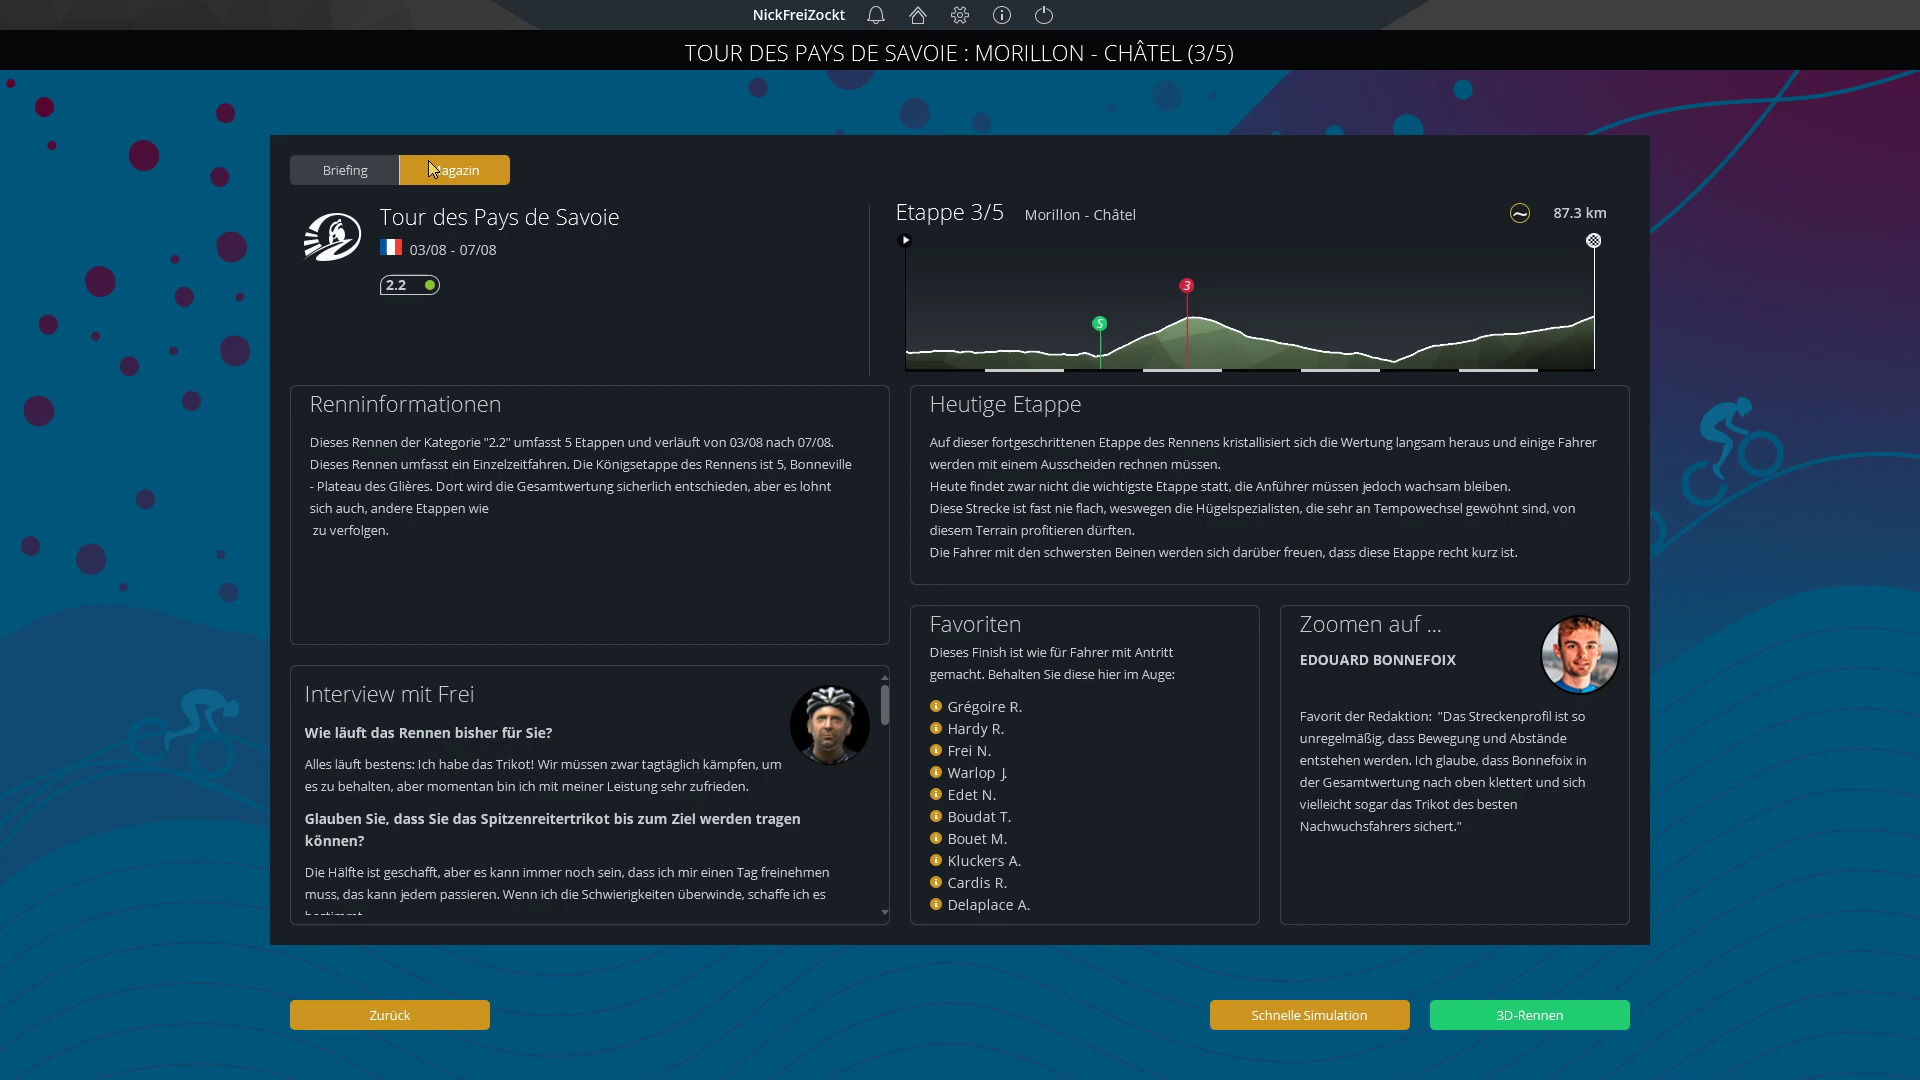 NickFreiZockt
TOUR DES PAYS DE SAVOIE : MORILLON - CHÂTEL (3/5)
Briefing
Magazin
Tour des Pays de Savoie
03/08 - 07/08
2.2
Etappe 3/5 Morillon - Châtel
87.3 km
S
3
Renninformationen
Dieses Rennen der Kategorie "2.2" umfasst 5 Etappen und verläuft von 03/08 nach 07/08.
Dieses Rennen umfasst ein Einzelzeitfahren. Die Königsetappe des Rennens ist 5, Bonneville
- Plateau des Glières. Dort wird die Gesamtwertung sicherlich entschieden, aber es lohnt
sich auch, andere Etappen wie
zu verfolgen.
Heutige Etappe
Auf dieser fortgeschrittenen Etappe des Rennens kristallisiert sich die Wertung langsam heraus und einige Fahrer
werden mit einem Ausscheiden rechnen müssen.
Heute findet zwar nicht die wichtigste Etappe statt, die Anführer müssen jedoch wachsam bleiben.
Diese Strecke ist fast nie flach, weswegen die Hügelspezialisten, die sehr an Tempowechsel gewöhnt sind, von
diesem Terrain profitieren dürften.
Die Fahrer mit den schwersten Beinen werden sich darüber freuen, dass diese Etappe recht kurz ist.
Interview mit Frei
Wie läuft das Rennen bisher für Sie?
Alles läuft bestens: Ich habe das Trikot! Wir müssen zwar tagtäglich kämpfen, um
es zu behalten, aber momentan bin ich mit meiner Leistung sehr zufrieden.
Glauben Sie, dass Sie das Spitzenreitertrikot bis zum Ziel werden tragen
können?
Die Hälfte ist geschafft, aber es kann immer noch sein, dass ich mir einen Tag freinehmen
muss, das kann jedem passieren. Wenn ich die Schwierigkeiten überwinde, schaffe ich es
Favoriten
Dieses Finish ist wie für Fahrer mit Antritt
gemacht. Behalten Sie diese hier im Auge:
Grégoire R.
Hardy R.
Frei N.
Warlop J.
Edet N.
Boudat T.
Bouet M.
Kluckers A.
Cardis R.
Delaplace A.
Zoomen auf ...
EDOUARD BONNEFOIX
Favorit der Redaktion: "Das Streckenprofil ist so
unregelmäßig, dass Bewegung und Abstände
entstehen werden. Ich glaube, dass Bonnefoix in
der Gesamtwertung nach oben klettert und sich
vielleicht sogar das Trikot des besten
Nachwuchsfahrers sichert."
Zurück
Schnelle Simulation
3D-Rennen